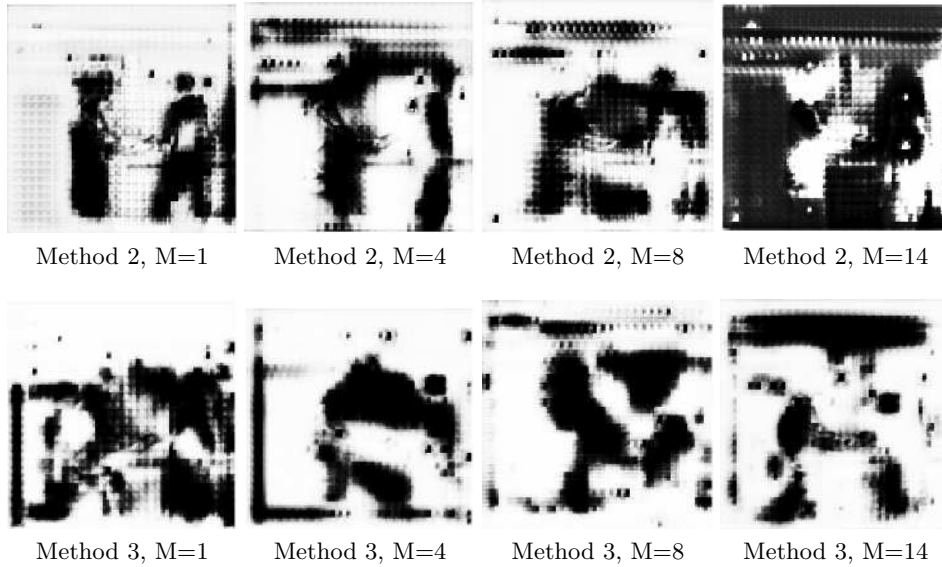 Method 2, M=1
Method 2, M=4
Method 2, M=8
Method 2, M=14
Method 3, M=1
Method 3, M=4
Method 3, M=8
Method 3, M=14